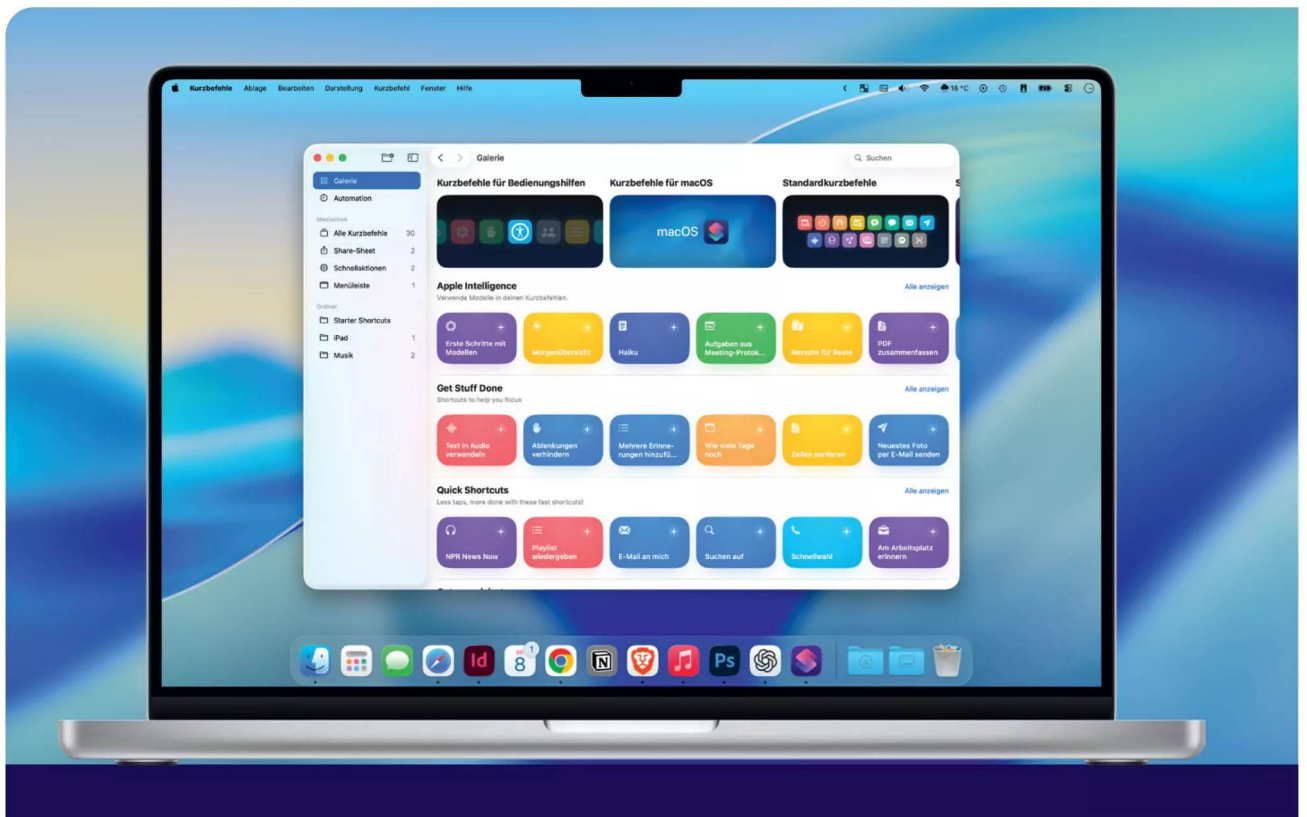 Kurzbefehle Ablage Bearbeiten Darstellung Kurzbefehl Fenster Hilfe
18 °C
Galerie
Suchen
Galerie
Automation
Mediathek
Alle Kurzbefehle 30
Share-Sheet 2
Schnellaktionen 2
Menüleiste 1
Ordner
Starter Shortcuts
iPad 1
Musik 2
Kurzbefehle für Bedienungshilfen
Kurzbefehle für macOS
Standardkurzbefehle
S
macOS
Apple Intelligence
Alle anzeigen
Verwende Modelle in deinen Kurzbefehlen.
Erste Schritte mit
Modellen
Morgenübersicht
Haiku
Aufgaben aus
Meeting-Protok...
Rezepte für Reste
PDF
zusammenfassen
Get Stuff Done
Alle anzeigen
Shortcuts to help you focus
Text in Audio
verwandeln
Ablenkungen
verhindern
Mehrere Erinne-
rungen hinzufü...
Wie viele Tage
noch
Zeilen sortieren
Neuestes Foto
per E-Mail senden
Quick Shortcuts
Alle anzeigen
Less taps, more done with these fast shortcuts!
NPR News Now
Playlist
wiedergeben
E-Mail an mich
Suchen auf
Schnellwahl
Am Arbeitsplatz
erinnern
Id
8
1
N
Ps